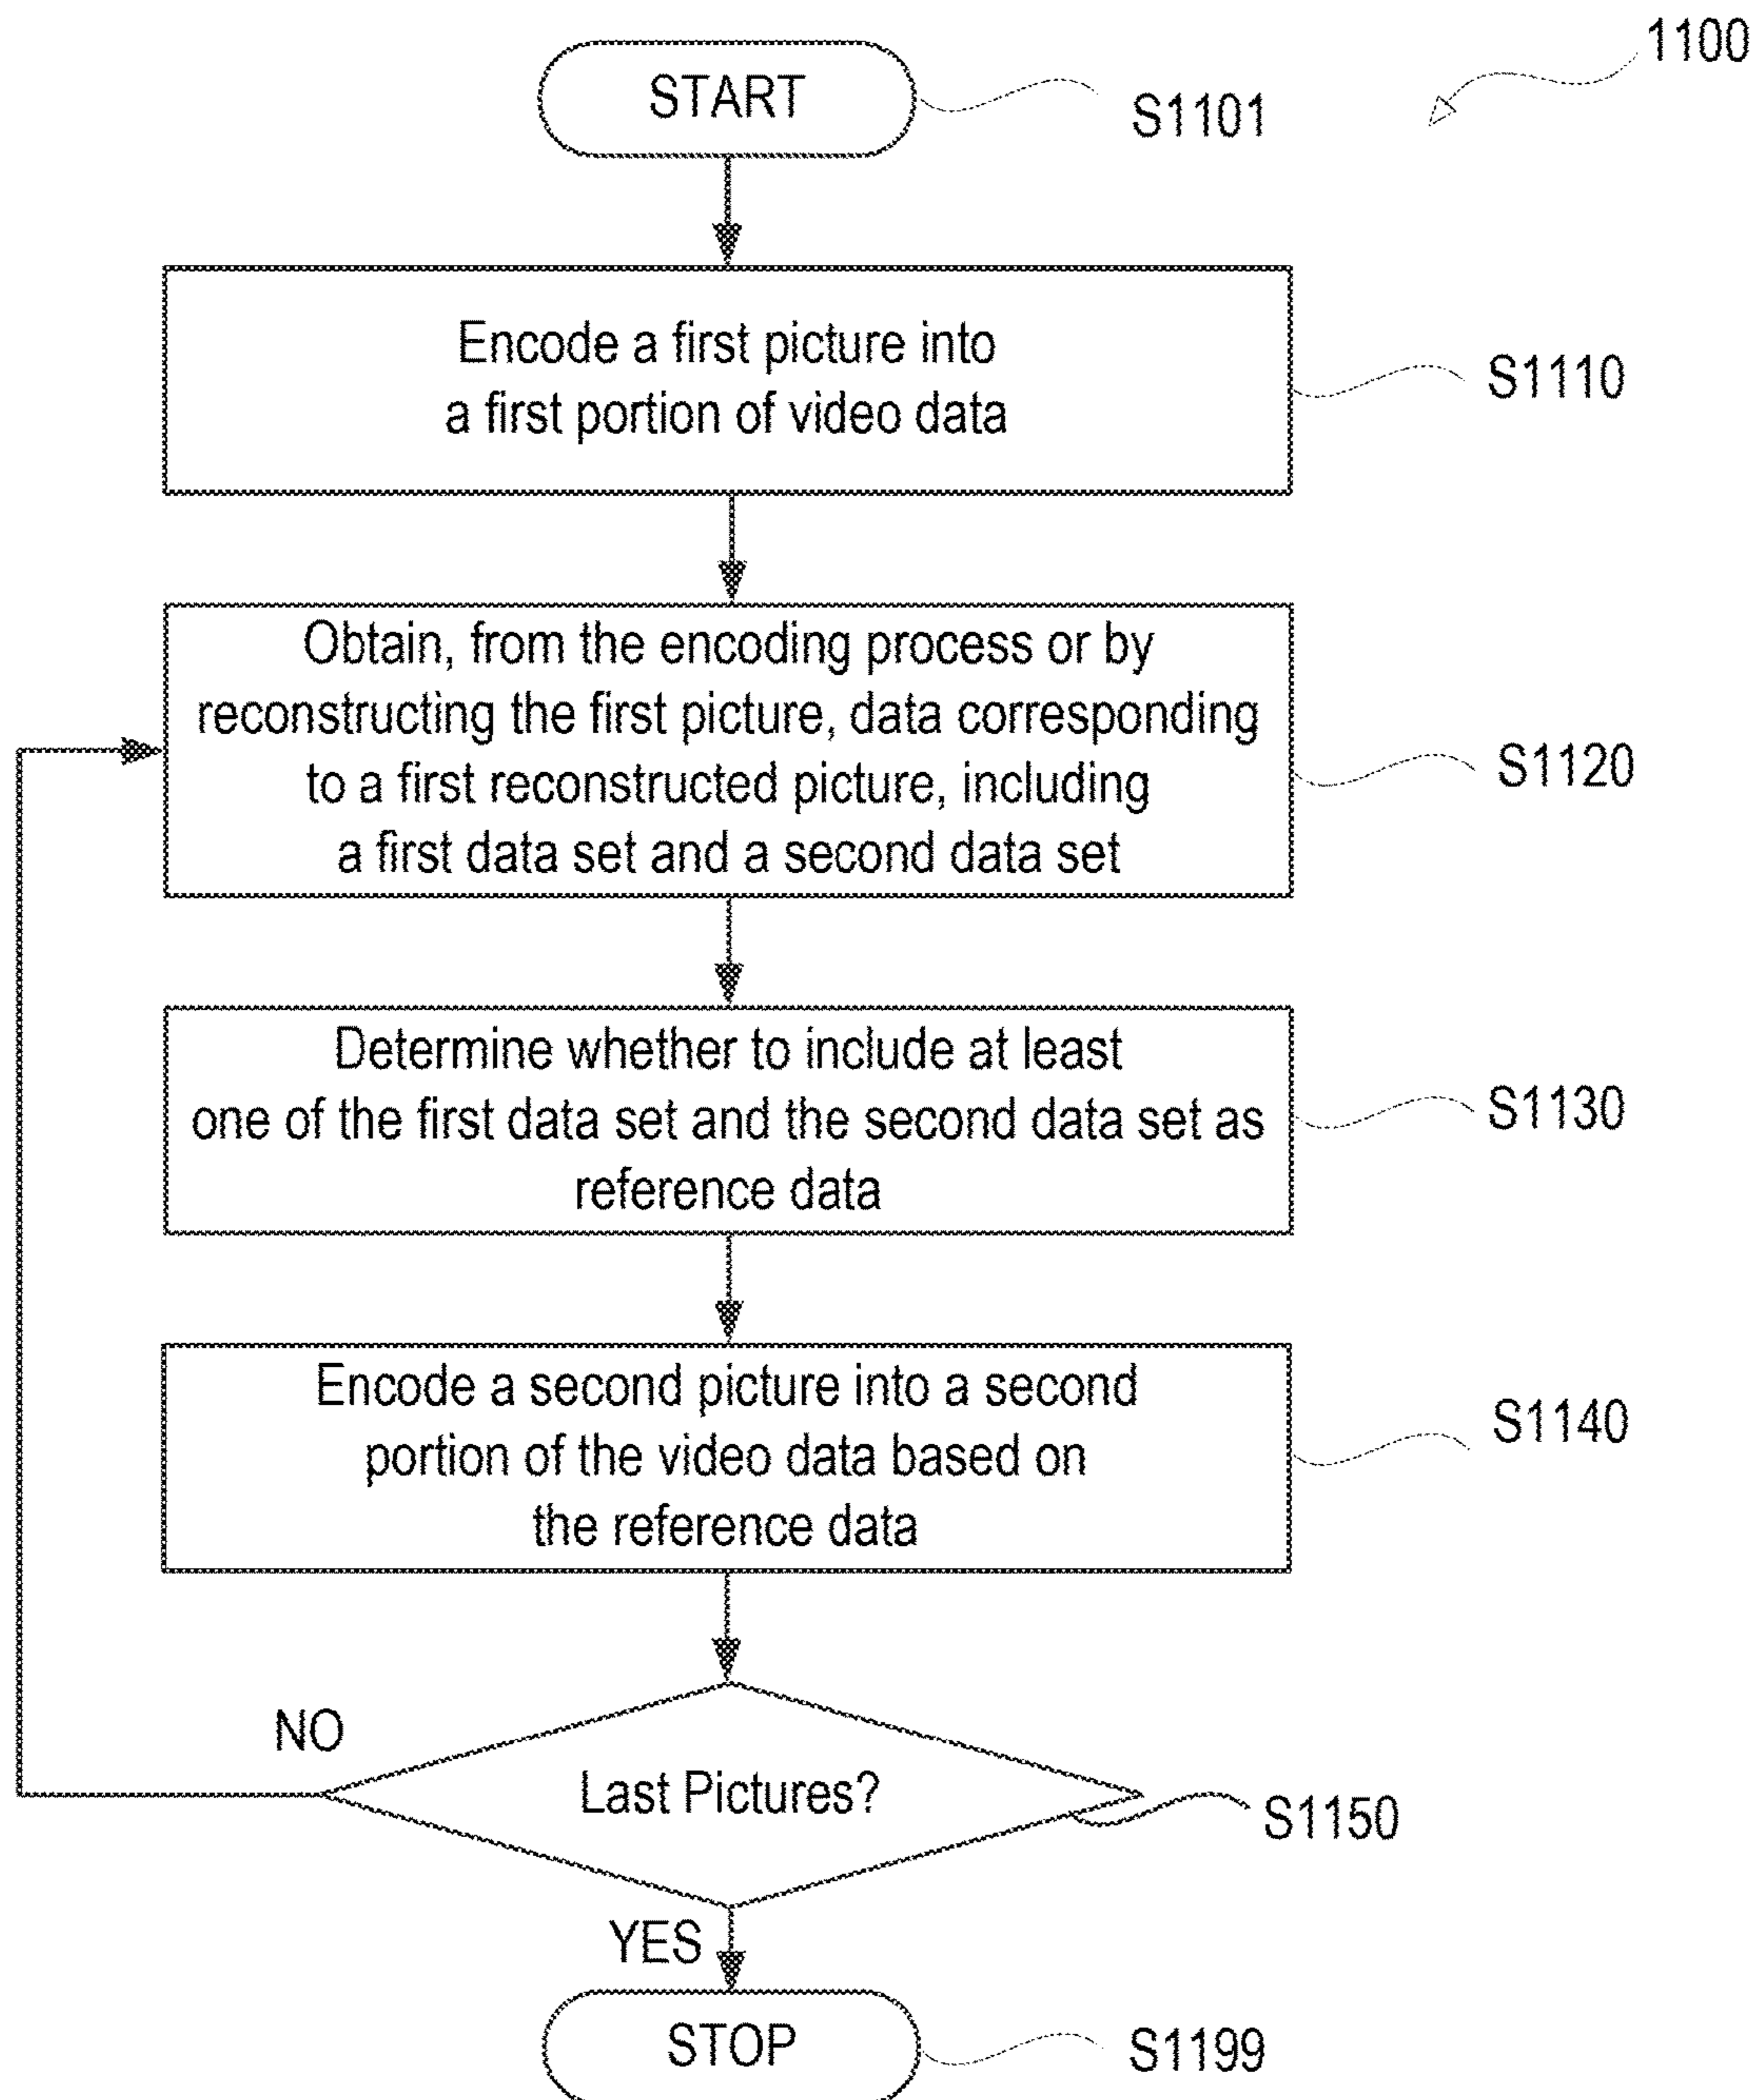 1100
START
S1101
Encode a first picture into
a first portion of video data
S1110
Obtain, from the encoding process or by
reconstructing the first picture, data corresponding
to a first reconstructed picture, including
a first data set and a second data set
S1120
Determine whether to include at least
one of the first data set and the second data set as
reference data
S1130
Encode a second picture into a second
portion of the video data based on
the reference data
S1140
NO
Last Pictures?
S1150
YES
STOP
S1199